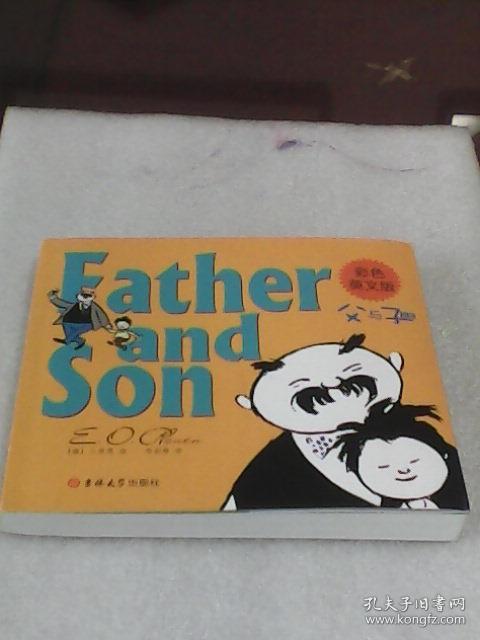 Father
and
Son
彩色
英文版
父与子
E O Plauen
吉林大学出版社
孔夫子旧书网
www.kongfz.com